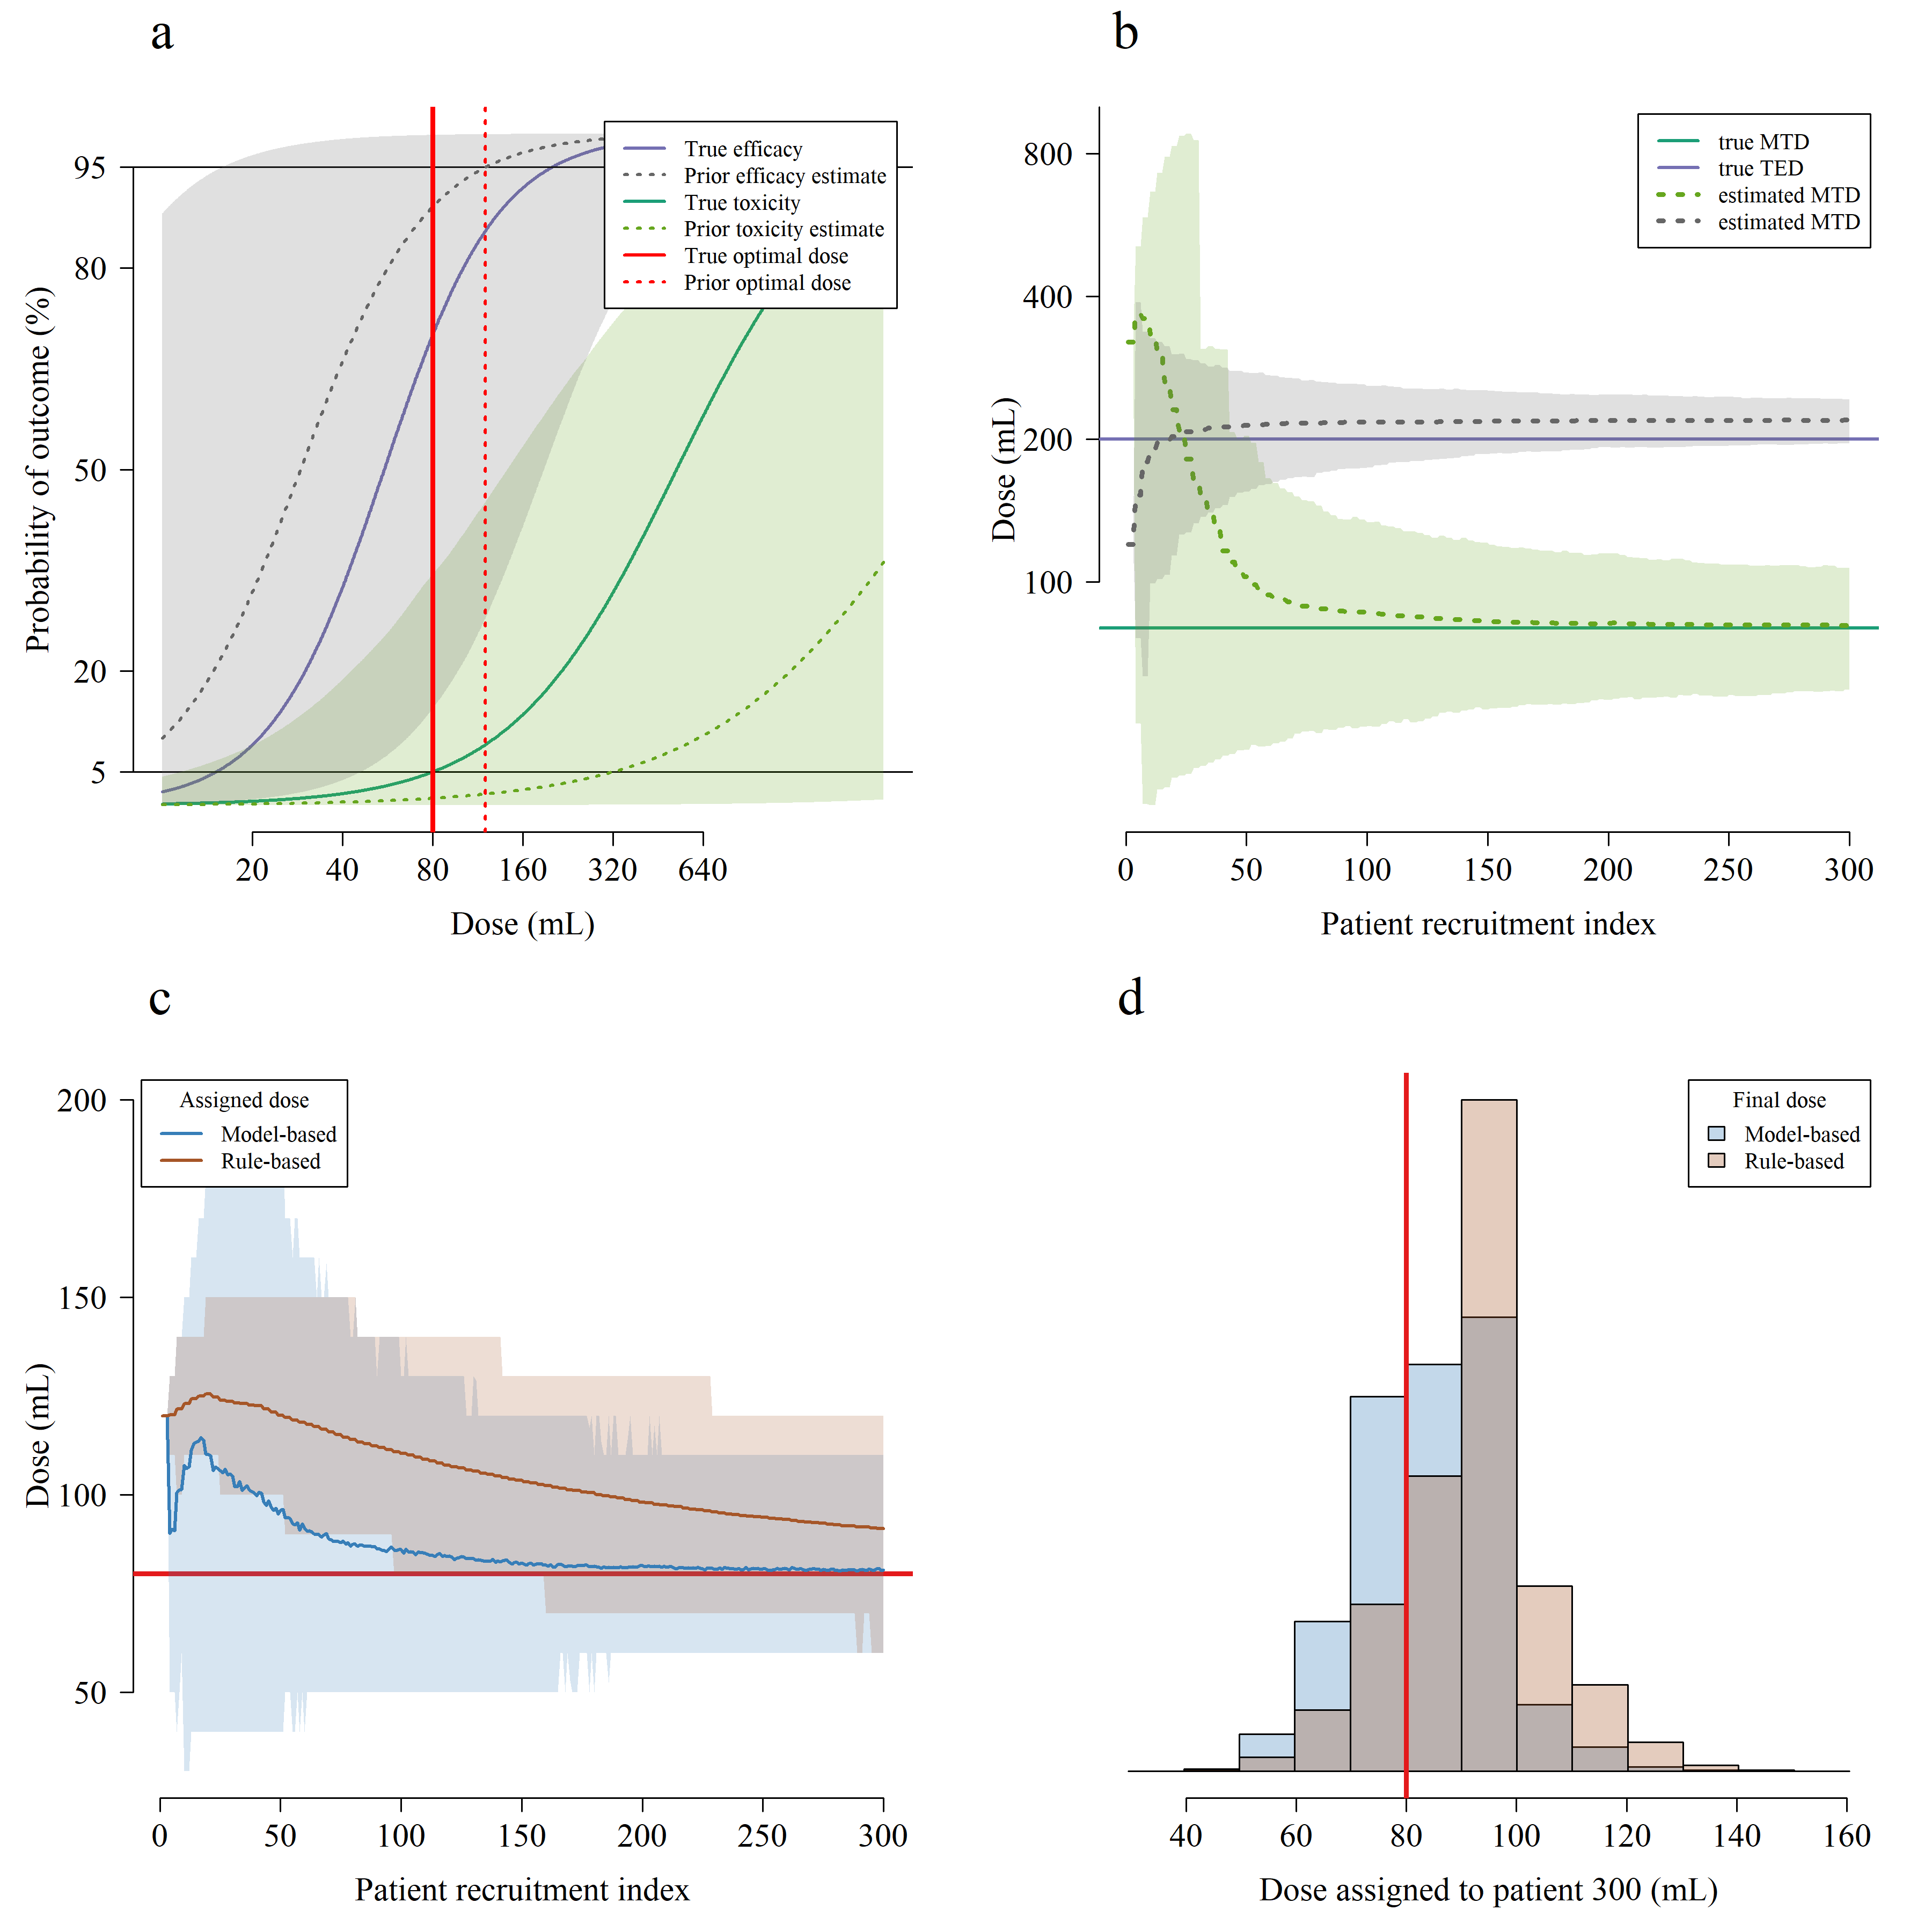 a
Probability of outcome (%)
95
80
50
20
5
True efficacy
Prior efficacy estimate
True toxicity
Prior toxicity estimate
True optimal dose
Prior optimal dose
20 40 80 160 320 640
Dose (mL)
b
Dose (mL)
800
400
200
100
true MTD
true TED
estimated MTD
estimated MTD
0 50 100 150 200 250 300
Patient recruitment index
c
Dose (mL)
200
150
100
50
Assigned dose
Model-based
Rule-based
0 50 100 150 200 250 300
Patient recruitment index
d
Final dose
Model-based
Rule-based
40 60 80 100 120 140 160
Dose assigned to patient 300 (mL)